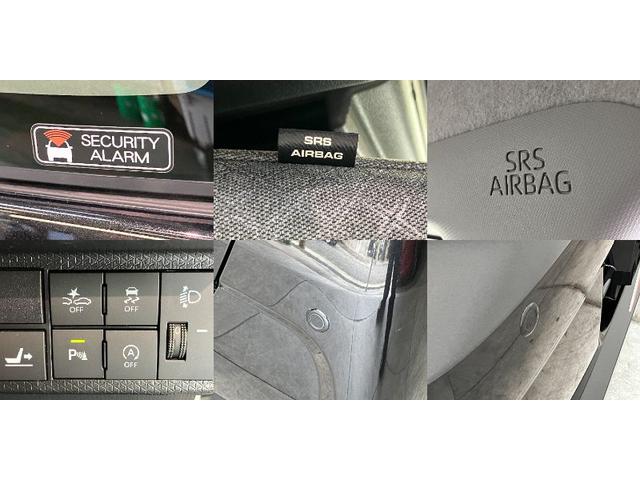 SECURITY
ALARM
SRS
AIRBAG
SRS
AIRBAG
OFF
OFF
P
A
OFF